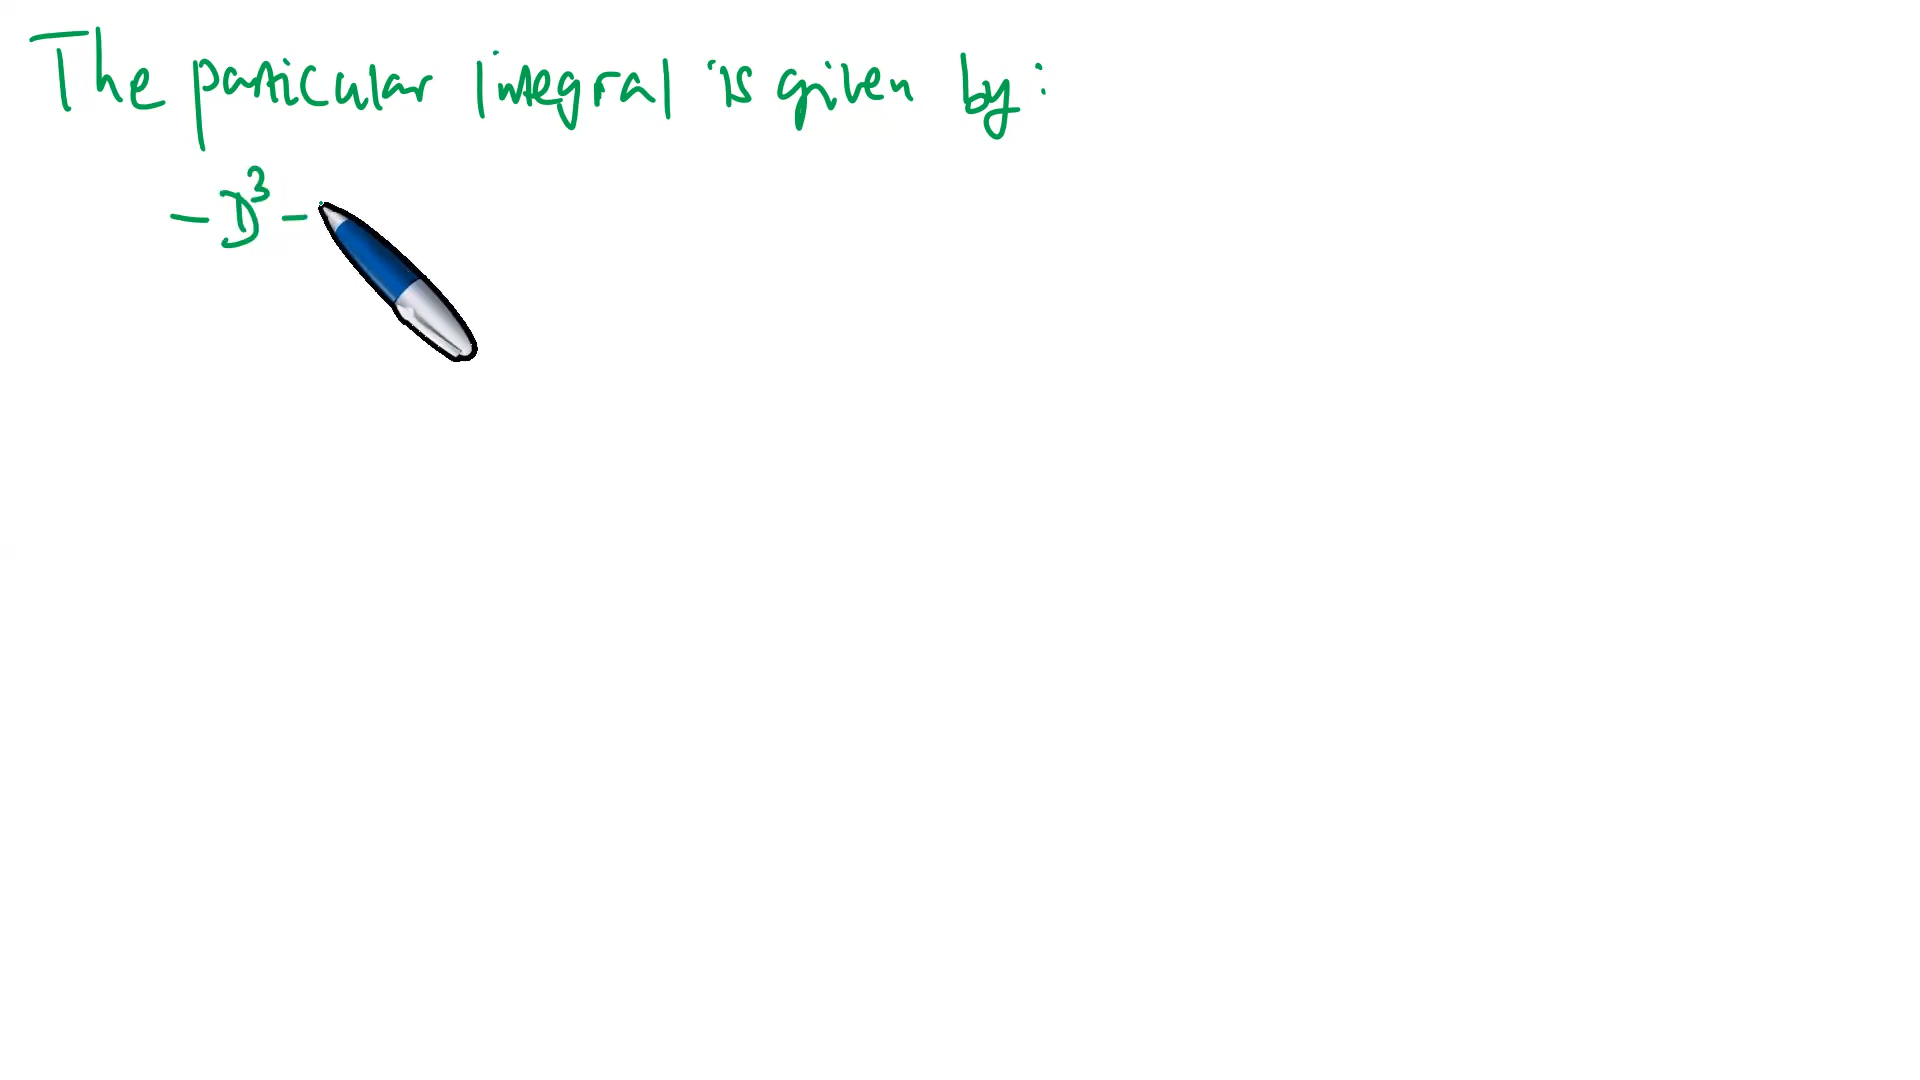 The particular Integral is given by:
- D³ -